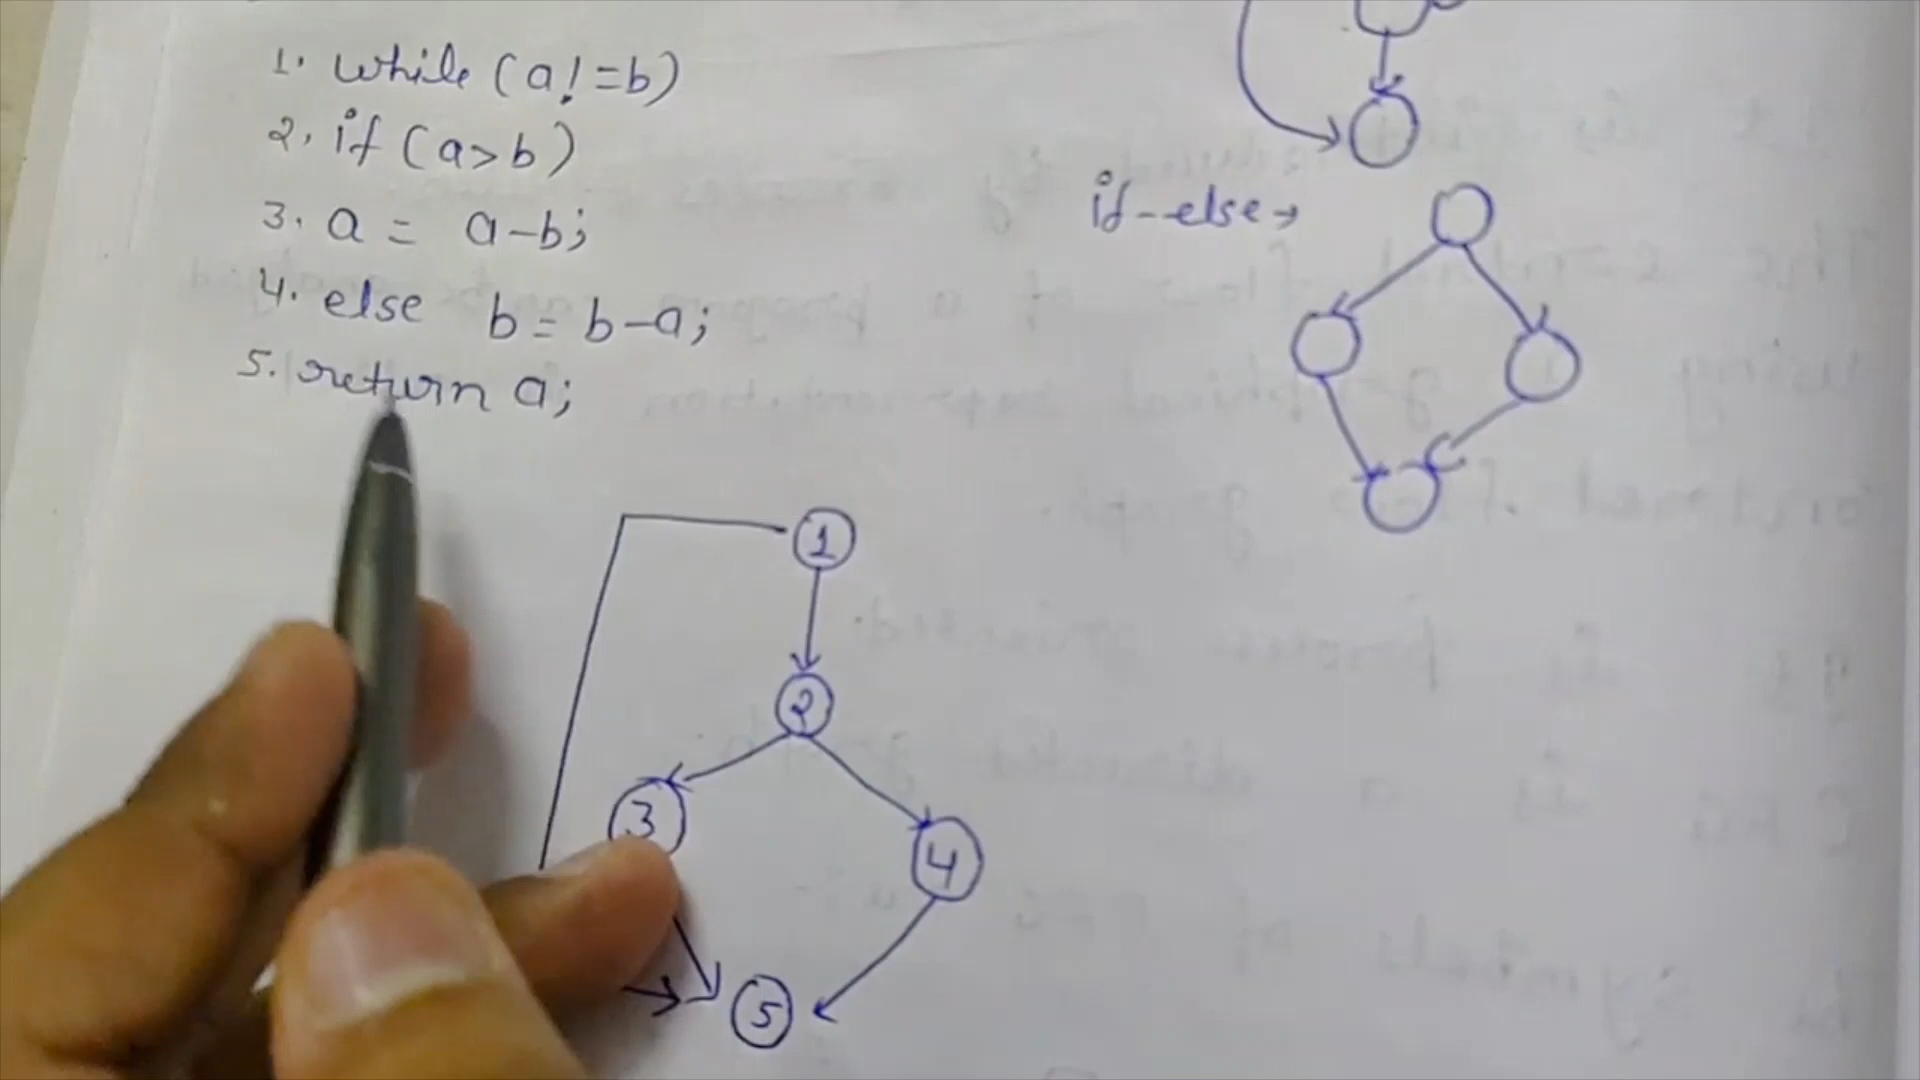 1. while (a!=b)
2. if (a>b)
3. a = a-b;
4. else b = b-a;
5. return a;
if-else→
1
2
3
4
5